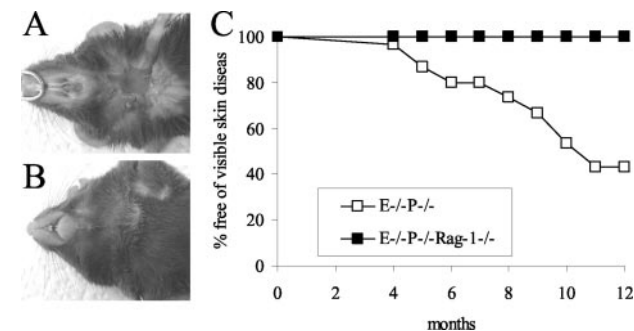 A
B
C
% free of visible skin diseas
100
80
60
40
20
0
E-/-P-/-
E-/-P-/-Rag-1-/-
0 2 4 6 8 10 12
months